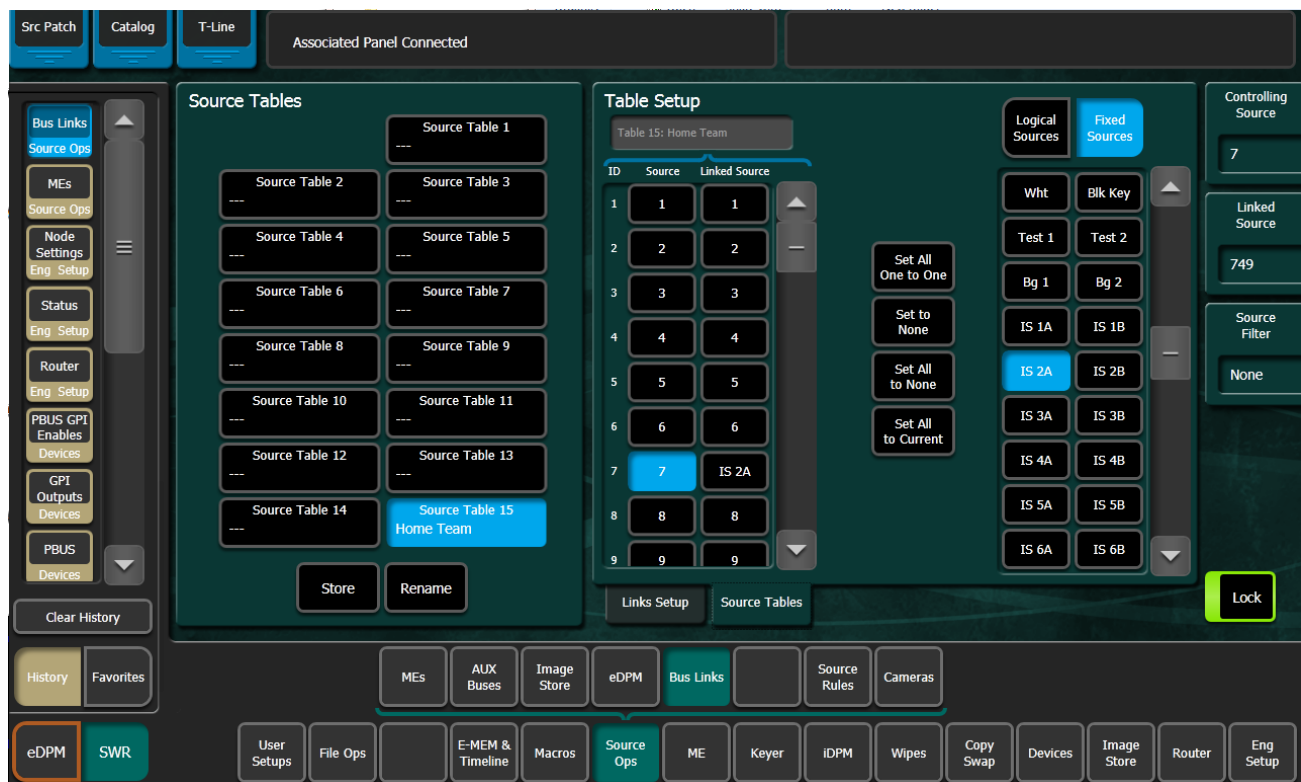 Src Patch
Catalog
T-Line
Associated Panel Connected
Bus Links
Source Ops
MEs
Source Ops
Node
Settings
Eng Setup
Status
Eng Setup
Router
Eng Setup
PBUS GPI
Enables
Devices
GPI
Outputs
Devices
PBUS
Devices
Clear History
History
Favorites
eDPM
SWR
Source Tables
Source Table 1
---
Source Table 2
---
Source Table 3
---
Source Table 4
---
Source Table 5
---
Source Table 6
---
Source Table 7
---
Source Table 8
---
Source Table 9
---
Source Table 10
---
Source Table 11
---
Source Table 12
---
Source Table 13
---
Source Table 14
---
Source Table 15
Home Team
Store
Rename
Table Setup
Table 15: Home Team
ID Source Linked Source
1 1 1
2 2 2
3 3 3
4 4 4
5 5 5
6 6 6
7 7 IS 2A
8 8 8
9 9 9
Set All
One to One
Set to
None
Set All
to None
Set All
to Current
Logical
Sources
Fixed
Sources
Wht Blk Key
Test 1 Test 2
Bg 1 Bg 2
IS 1A IS 1B
IS 2A IS 2B
IS 3A IS 3B
IS 4A IS 4B
IS 5A IS 5B
IS 6A IS 6B
Links Setup
Source Tables
Controlling
Source
7
Linked
Source
749
Source
Filter
None
Lock
MEs
AUX
Buses
Image
Store
eDPM
Bus Links
Source
Rules
Cameras
User
Setups
File Ops
E-MEM &
Timeline
Macros
Source
Ops
ME
Keyer
iDPM
Wipes
Copy
Swap
Devices
Image
Store
Router
Eng
Setup